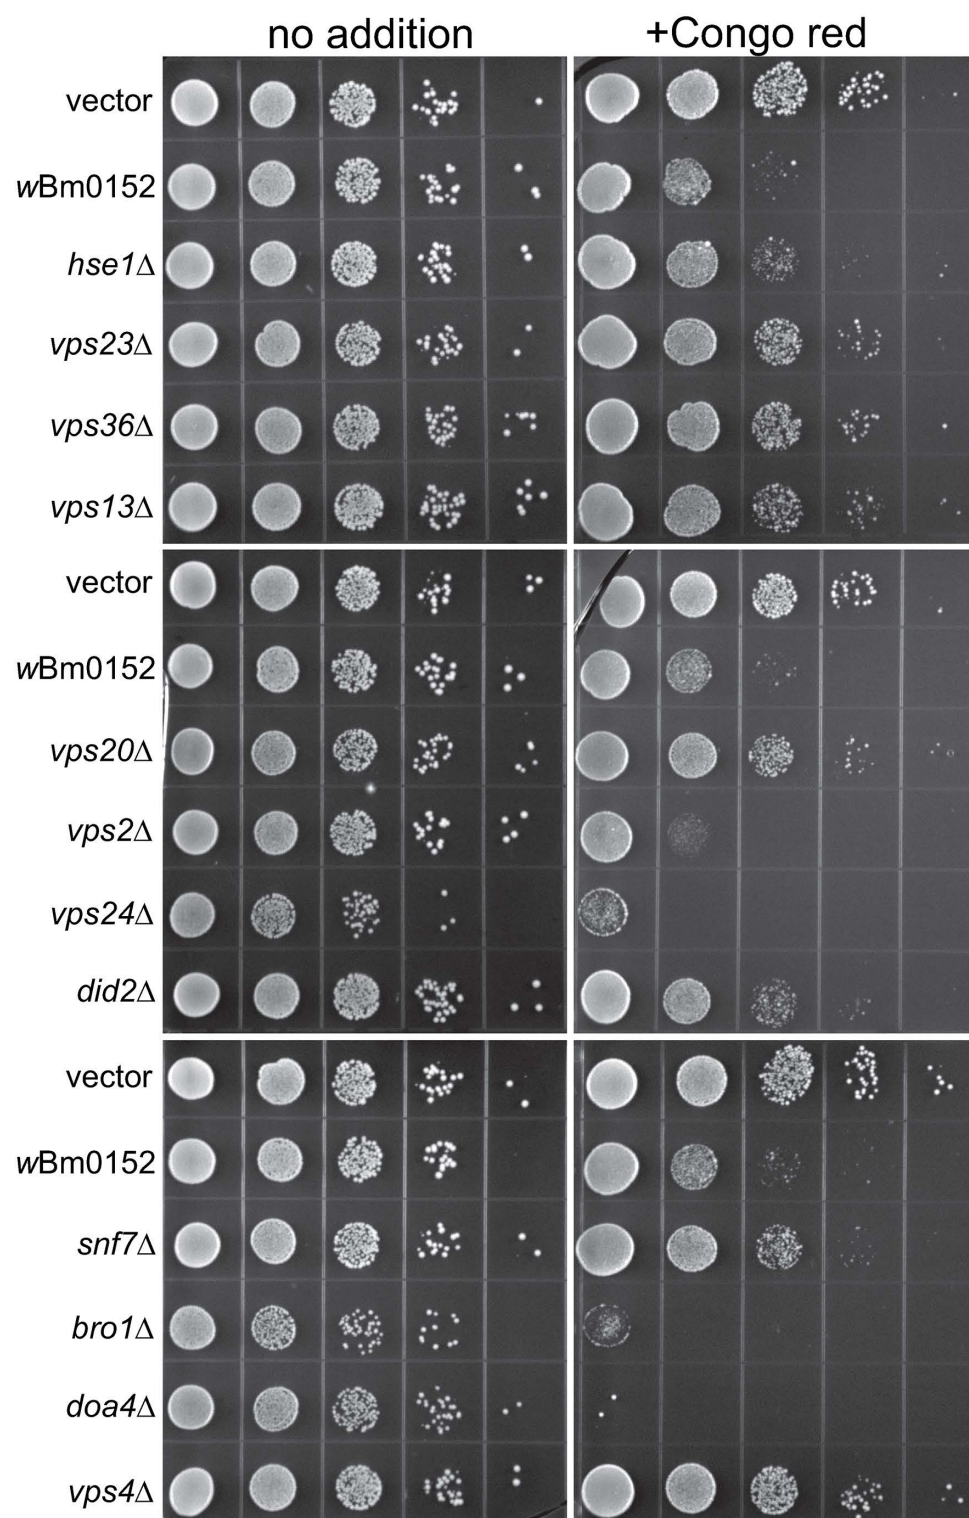 no addition +Congo red
vector
wBm0152
hse1Δ
vps23Δ
vps36Δ
vps13Δ
vector
wBm0152
vps20Δ
vps2Δ
vps24Δ
did2Δ
vector
wBm0152
snf7Δ
bro1Δ
doa4Δ
vps4Δ